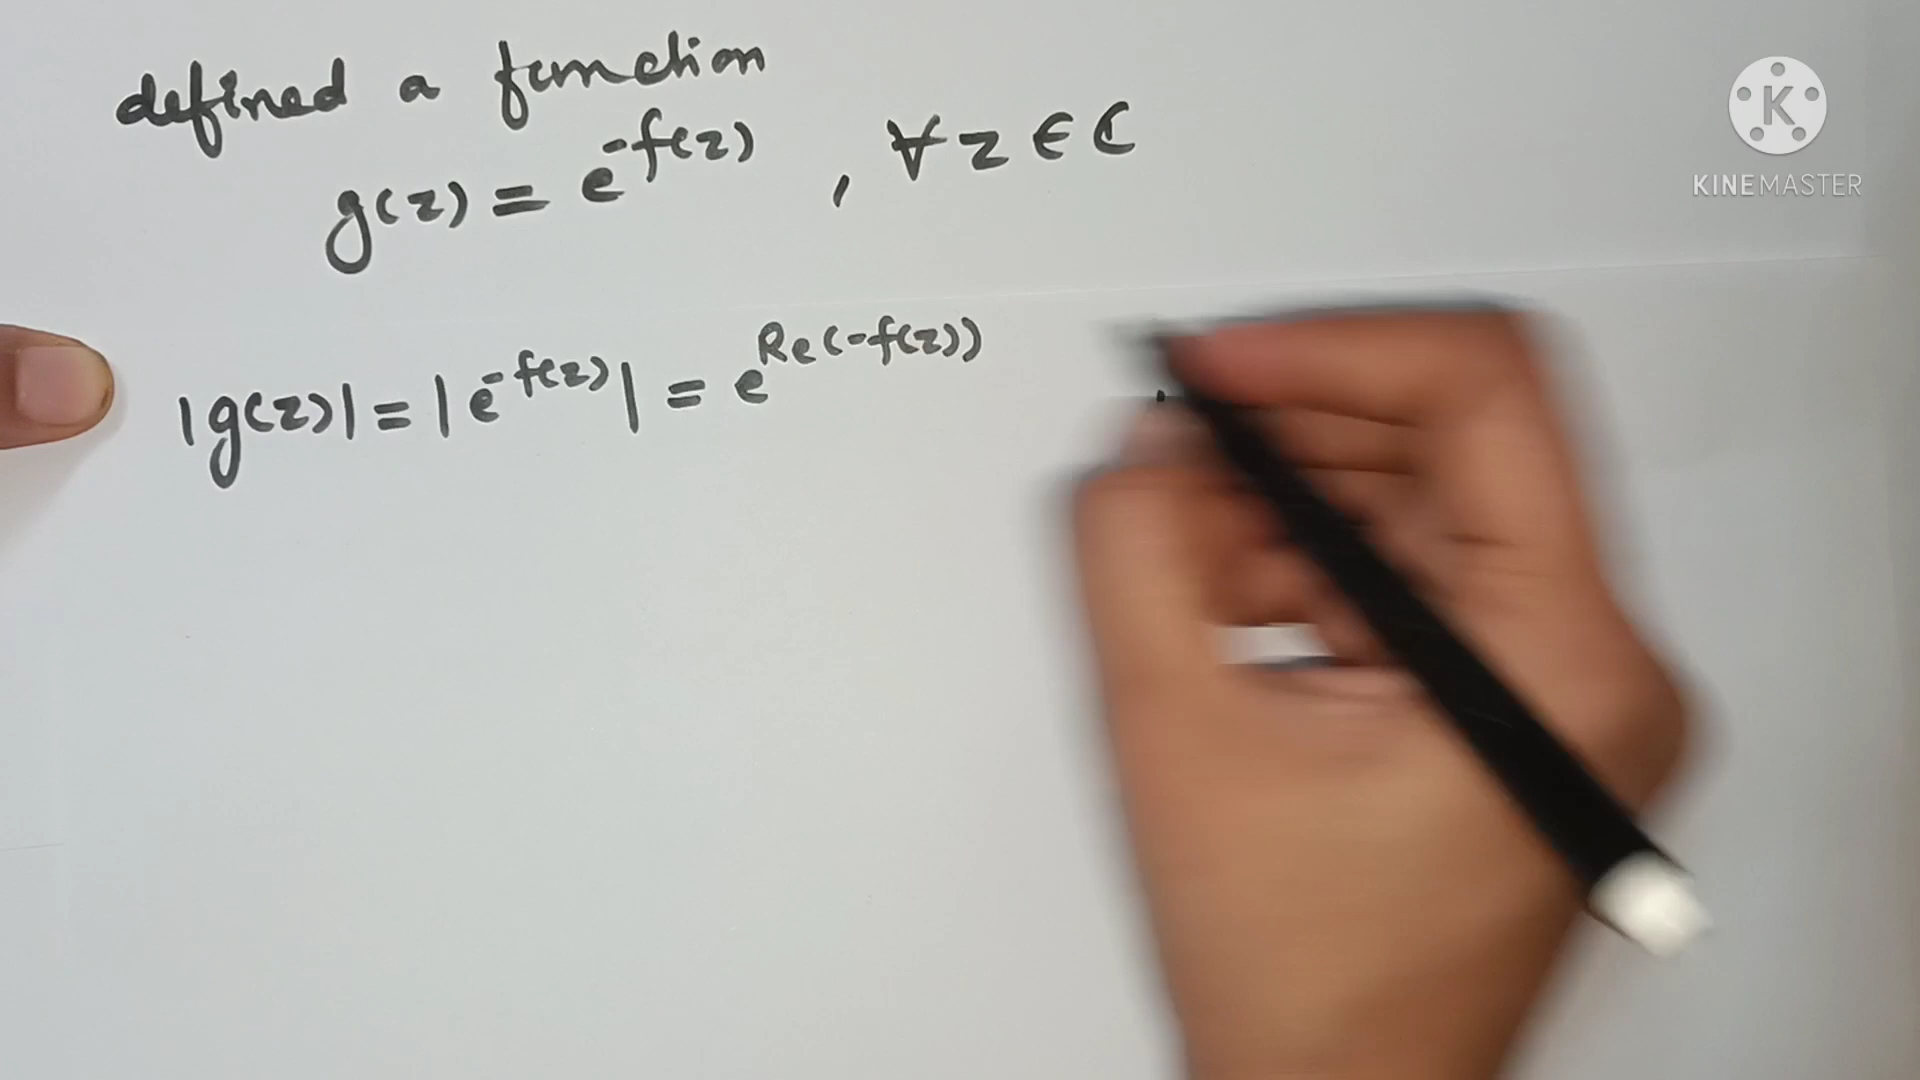 defined a function
g(z) = e^{-f(z)} , ∀ z ∈ ℂ
|g(z)| = |e^{-f(z)}| = e^{Re(-f(z))}
K
KINEMASTER